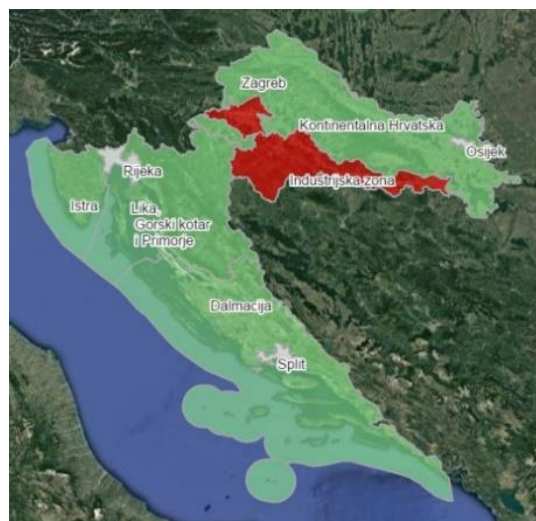 Zagreb
Kontinentalna Hrvatska
Osijek
Rijeka
Industrijska zona
Istra
Lika,
Gorski kotar
i Primorje
Dalmacija
Split